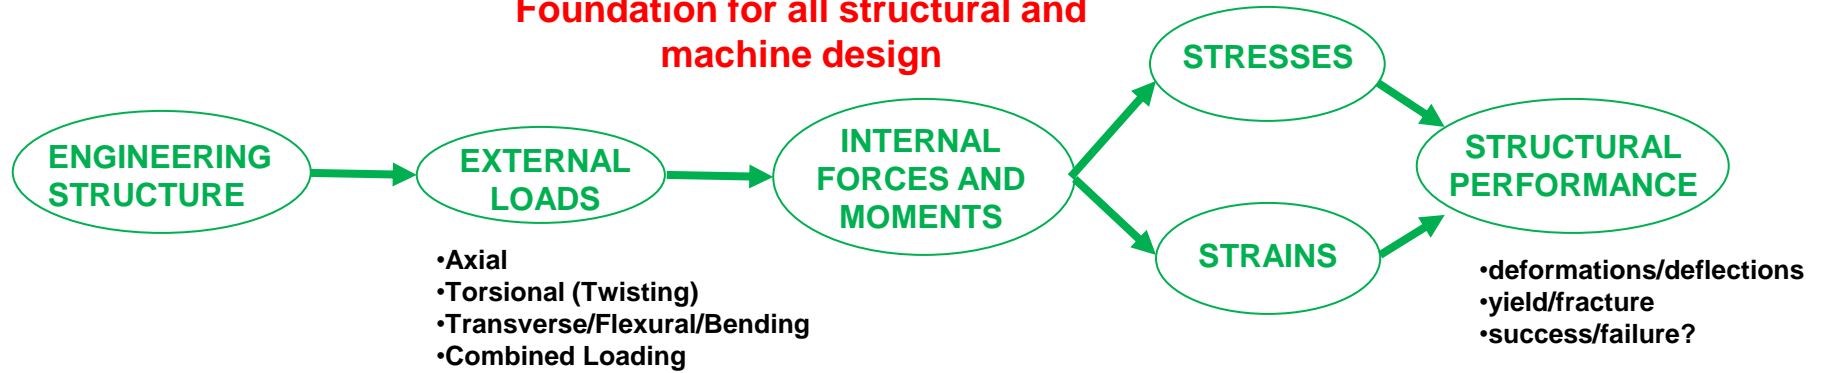 Foundation for all structural and
machine design
ENGINEERING
STRUCTURE
EXTERNAL
LOADS
•Axial
•Torsional (Twisting)
•Transverse/Flexural/Bending
•Combined Loading
INTERNAL
FORCES AND
MOMENTS
STRESSES
STRAINS
STRUCTURAL
PERFORMANCE
•deformations/deflections
•yield/fracture
•success/failure?